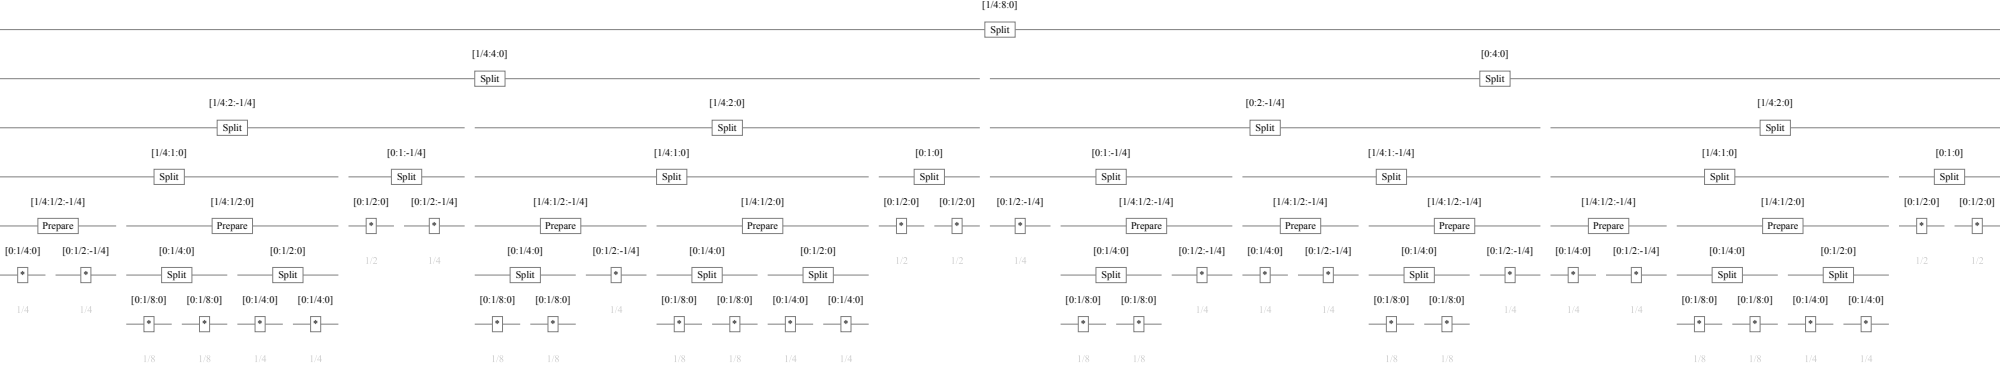 [1/4:8:0]
Split
[1/4:4:0] [0:4:0]
Split Split
[1/4:2:-1/4] [1/4:2:0] [0:2:-1/4] [1/4:2:0]
Split Split Split Split
[1/4:1:0] [0:1:-1/4] [1/4:1:0] [0:1:0] [0:1:-1/4] [1/4:1:-1/4] [1/4:1:0] [0:1:0]
Split Split Split Split Split Split Split Split
[1/4:1/2:-1/4] [1/4:1/2:0] [0:1/2:0] [0:1/2:-1/4] [1/4:1/2:-1/4] [1/4:1/2:0] [0:1/2:0] [0:1/2:0] [0:1/2:-1/4] [1/4:1/2:-1/4] [1/4:1/2:-1/4] [1/4:1/2:-1/4] [1/4:1/2:-1/4] [1/4:1/2:0] [0:1/2:0] [0:1/2:0]
Prepare Prepare * * Prepare Prepare * * * Prepare Prepare Prepare Prepare Prepare * *
[0:1/4:0] [0:1/2:-1/4] [0:1/4:0] [0:1/2:0] [0:1/4:0] [0:1/2:-1/4] [0:1/4:0] [0:1/2:0] [0:1/4:0] [0:1/2:-1/4] [0:1/4:0] [0:1/2:-1/4] [0:1/4:0] [0:1/2:-1/4] [0:1/4:0] [0:1/2:-1/4] [0:1/4:0] [0:1/2:0]
1/2 1/4 1/2 1/2 1/4 1/2 1/2
* * Split Split Split * Split Split Split * * * Split * * * Split Split
[0:1/8:0] [0:1/8:0] [0:1/4:0] [0:1/4:0] [0:1/8:0] [0:1/8:0] [0:1/8:0] [0:1/8:0] [0:1/4:0] [0:1/4:0] [0:1/8:0] [0:1/8:0] [0:1/8:0] [0:1/8:0] [0:1/8:0] [0:1/8:0] [0:1/4:0] [0:1/4:0]
1/4 1/4 1/4 1/4 1/4 1/4 1/4 1/4 1/4
* * * * * * * * * * * * * * * * * *
1/8 1/8 1/4 1/4 1/8 1/8 1/8 1/8 1/4 1/4 1/8 1/8 1/8 1/8 1/8 1/8 1/4 1/4